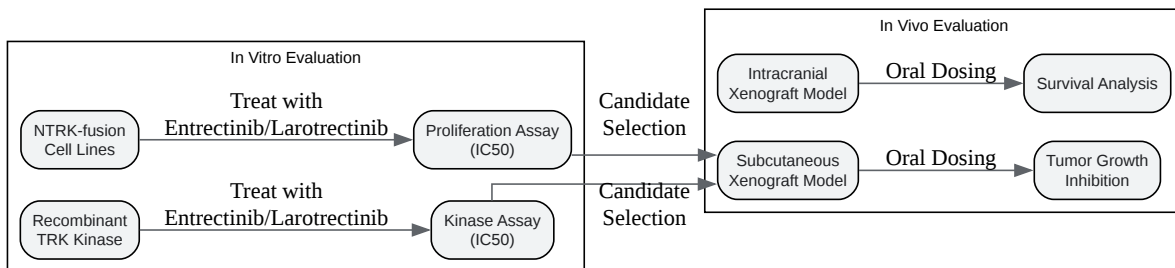 In Vitro Evaluation
NTRK-fusion
Cell Lines
Treat with
Entrectinib/Larotrectinib
Proliferation Assay
(IC50)
Recombinant
TRK Kinase
Treat with
Entrectinib/Larotrectinib
Kinase Assay
(IC50)
Candidate
Selection
Candidate
Selection
In Vivo Evaluation
Intracranial
Xenograft Model
Oral Dosing
Survival Analysis
Subcutaneous
Xenograft Model
Oral Dosing
Tumor Growth
Inhibition